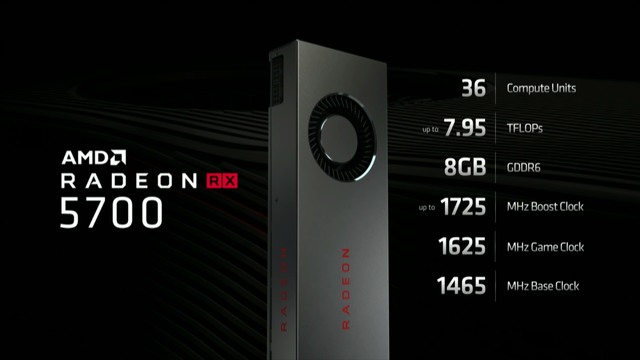 AMD
RADEON RX
5700
RADEON
RADEON
36 Compute Units
up to 7.95 TFLOPs
8GB GDDR6
up to 1725 MHz Boost Clock
1625 MHz Game Clock
1465 MHz Base Clock